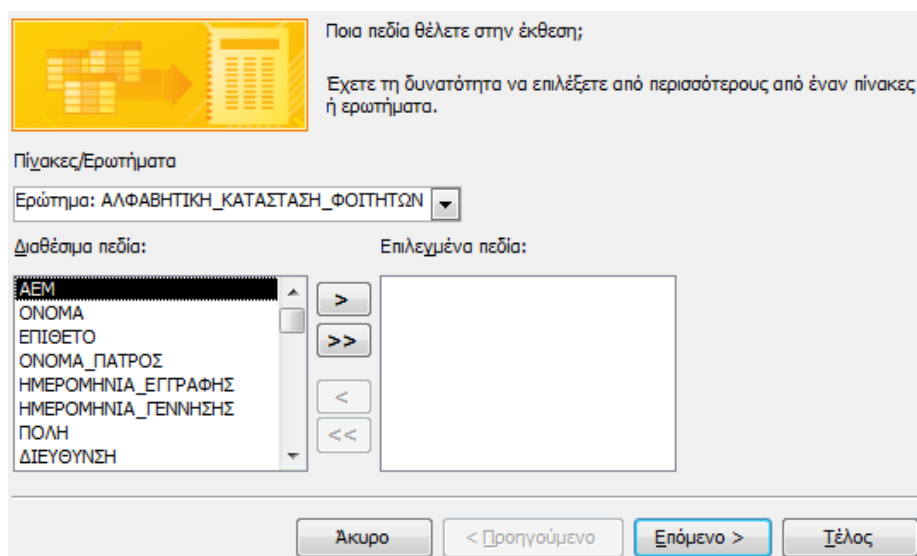 Ποια πεδία θέλετε στην έκθεση;
Έχετε τη δυνατότητα να επιλέξετε από περισσότερους από έναν πίνακες
ή ερωτήματα.
Πίνακες/Ερωτήματα
Ερώτημα: ΑΛΦΑΒΗΤΙΚΗ_ΚΑΤΑΣΤΑΣΗ_ΦΟΙΤΗΤΩΝ
Διαθέσιμα πεδία:
Επιλεγμένα πεδία:
ΑΕΜ
ΟΝΟΜΑ
ΕΠΙΘΕΤΟ
ΟΝΟΜΑ_ΠΑΤΡΟΣ
ΗΜΕΡΟΜΗΝΙΑ_ΕΓΓΡΑΦΗΣ
ΗΜΕΡΟΜΗΝΙΑ_ΓΕΝΝΗΣΗΣ
ΠΟΛΗ
ΔΙΕΥΘΥΝΣΗ
>
>>
<
<<
Άκυρο
< Προηγούμενο
Επόμενο >
Τέλος